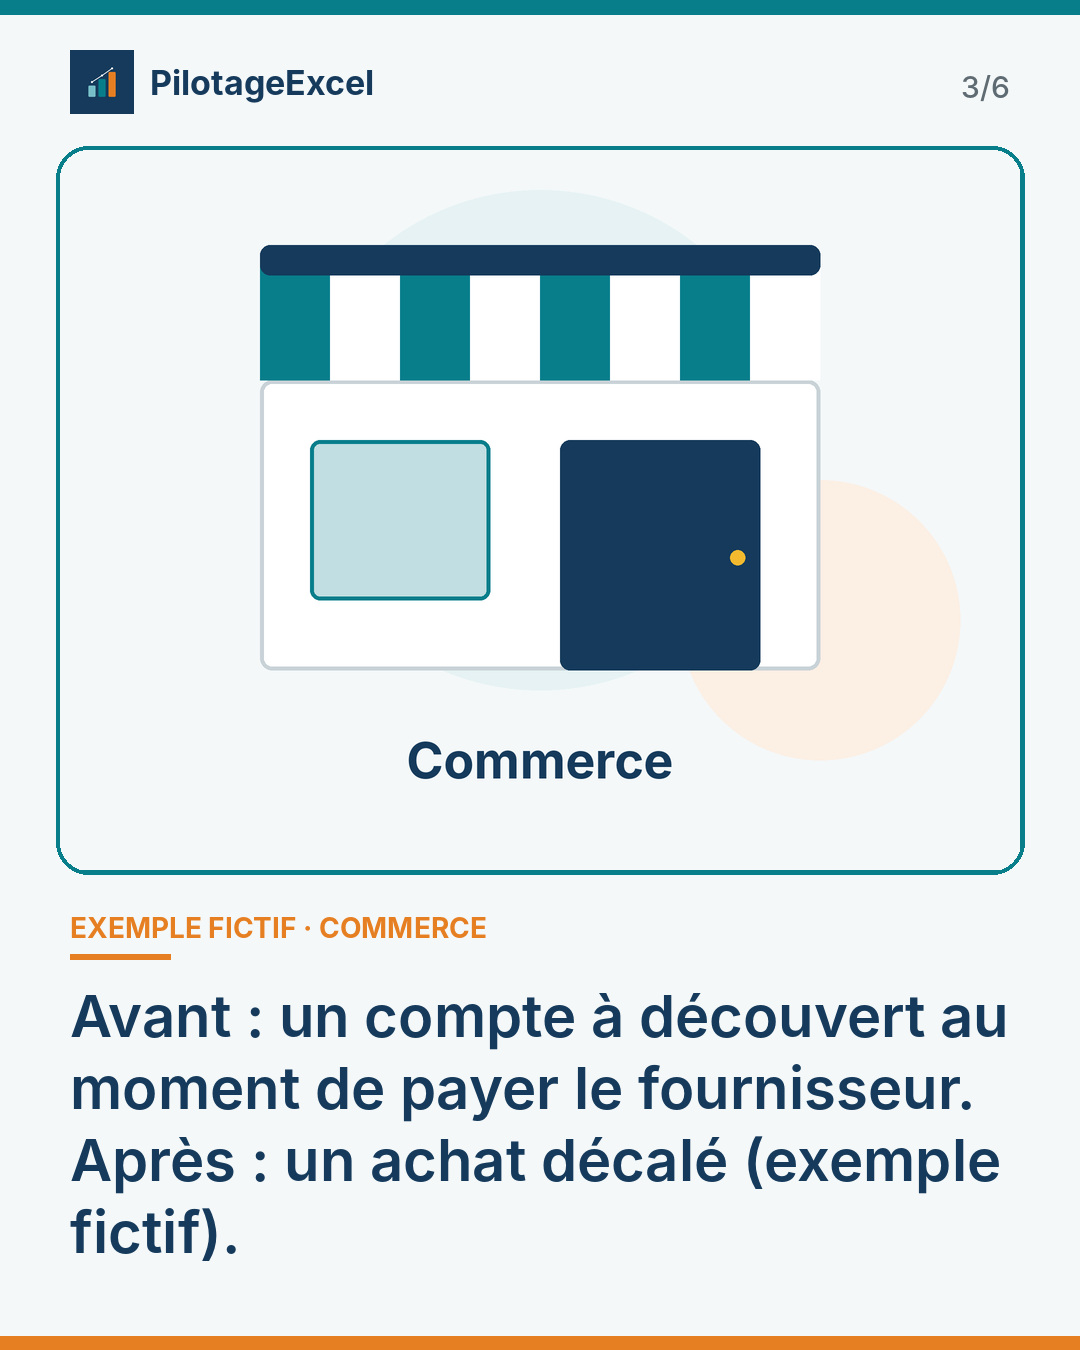 PilotageExcel
3/6
Commerce
EXEMPLE FICTIF · COMMERCE
Avant : un compte à découvert au
moment de payer le fournisseur.
Après : un achat décalé (exemple
fictif).